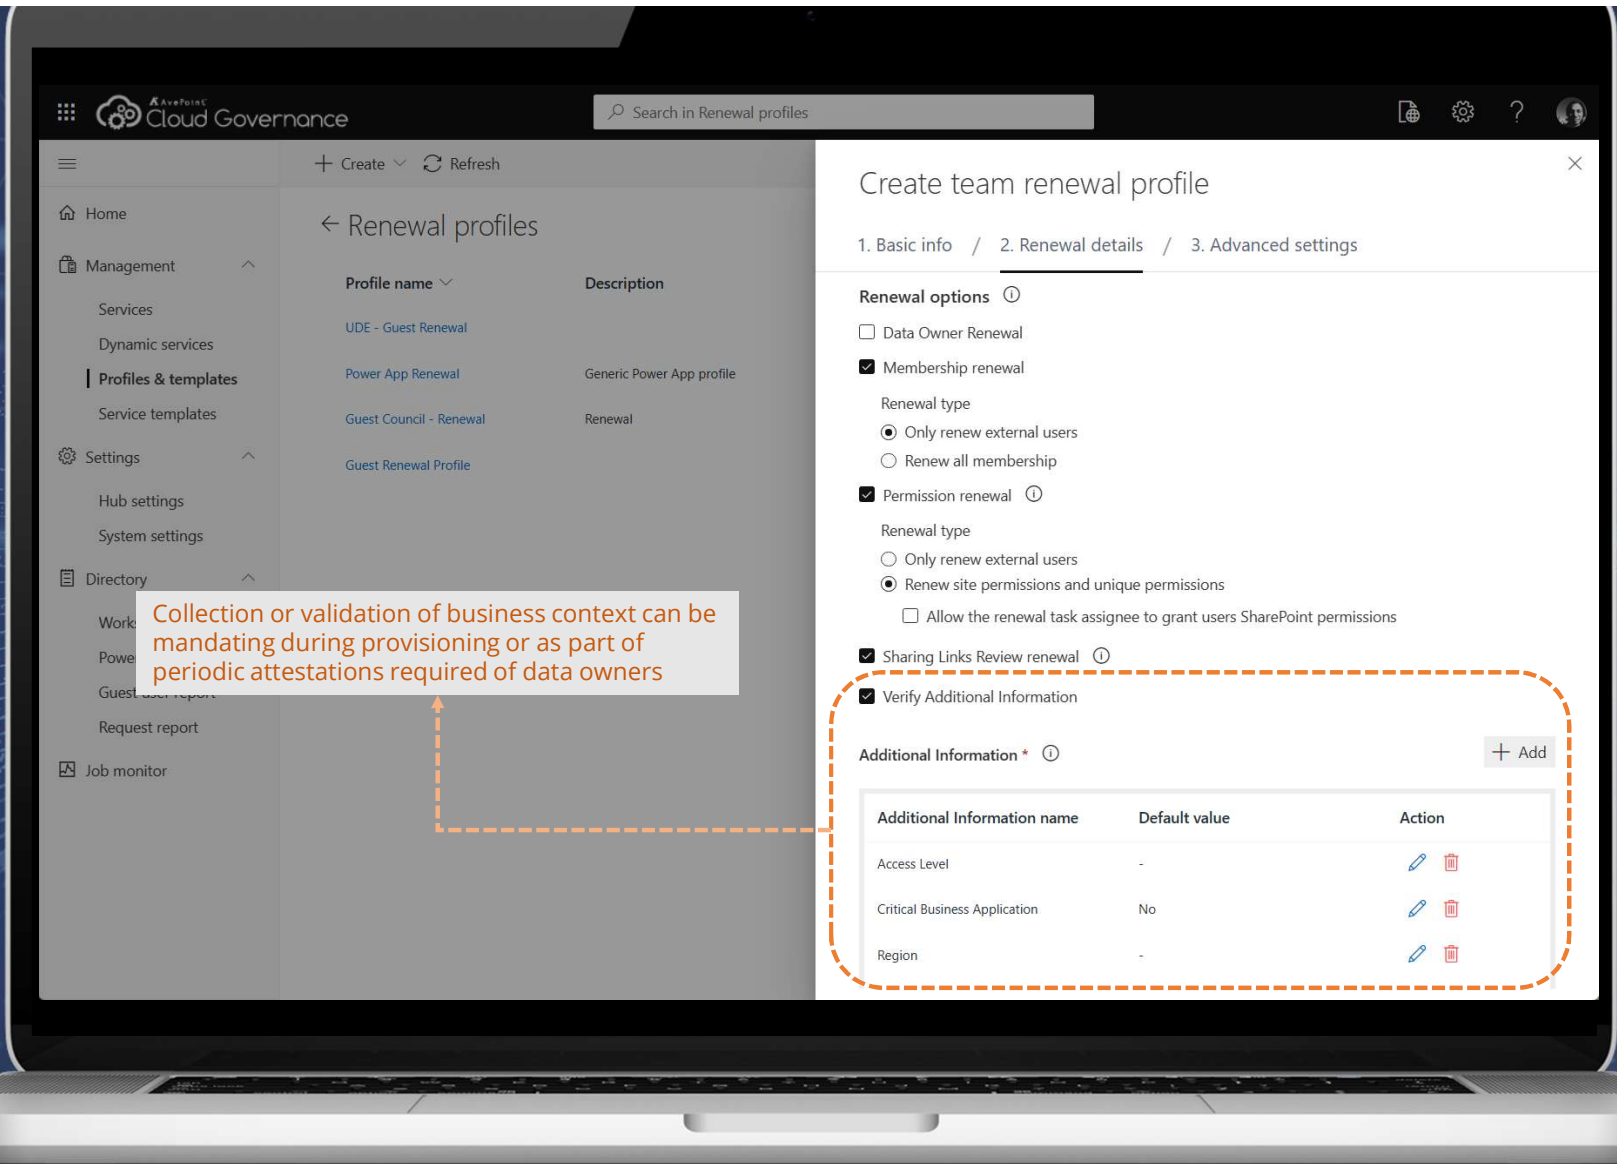 AvePoint
Cloud Governance
Search in Renewal profiles
?
Create
Refresh
Home
Management
Services
Dynamic services
Profiles & templates
Service templates
Settings
Hub settings
System settings
Directory
Request report
Job monitor
← Renewal profiles
Profile name
Description
UDE - Guest Renewal
Power App Renewal
Generic Power App profile
Guest Council - Renewal
Renewal
Guest Renewal Profile
Collection or validation of business context can be
mandating during provisioning or as part of
periodic attestations required of data owners
Create team renewal profile
1. Basic info / 2. Renewal details / 3. Advanced settings
Renewal options
Data Owner Renewal
Membership renewal
Renewal type
Only renew external users
Renew all membership
Permission renewal
Renewal type
Only renew external users
Renew site permissions and unique permissions
Allow the renewal task assignee to grant users SharePoint permissions
Sharing Links Review renewal
Verify Additional Information
Additional Information *
+ Add
Additional Information name Default value Action
Access Level -
Critical Business Application No
Region -